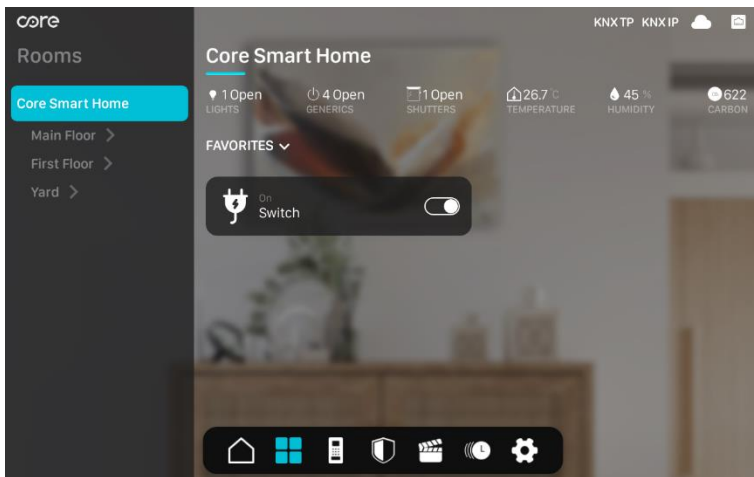 core
KNX TP KNX IP
Rooms
Core Smart Home
Core Smart Home
Main Floor
First Floor
Yard
1 Open
LIGHTS
4 Open
GENERICS
1 Open
SHUTTERS
26.7 °C
TEMPERATURE
45 %
HUMIDITY
622
CARBON
FAVORITES
On
Switch